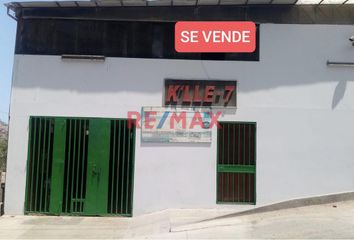 SE VENDE
K'LLE-7
RE/MAX